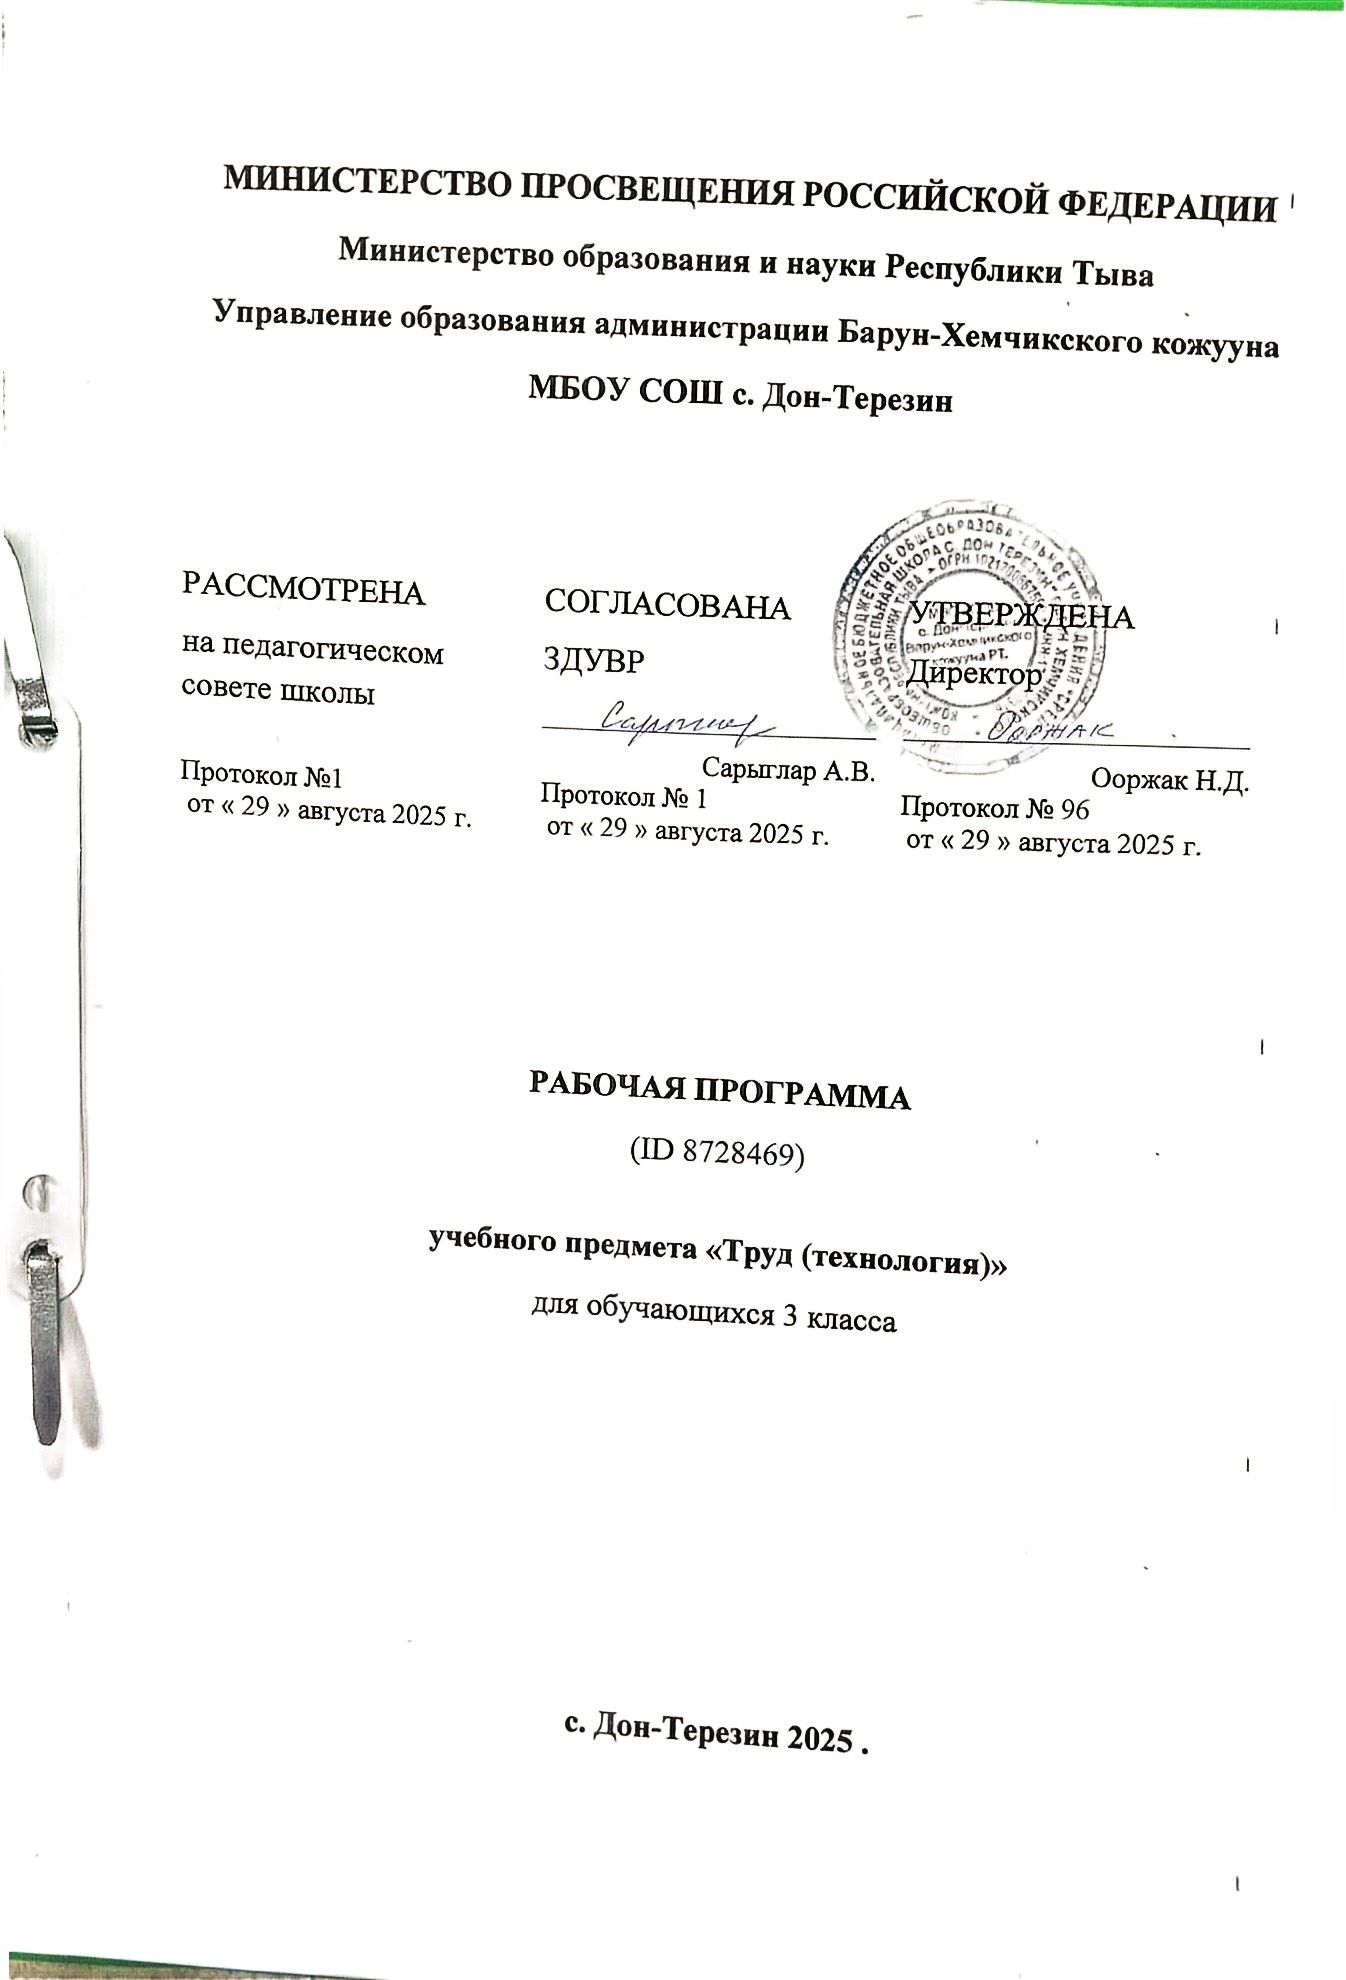 МИНИСТЕРСТВО ПРОСВЕЩЕНИЯ РОССИЙСКОЙ ФЕДЕРАЦИИ
Министерство образования и науки Республики Тыва
Управление образования администрации Барун-Хемчикского кожууна
МБОУ СОШ с. Дон-Терезин
РАССМОТРЕНА
на педагогическом
совете школы
Протокол №1
от « 29 » августа 2025 г.
СОГЛАСОВАНА
ЗДУВР
Сарыглар А.В.
Протокол № 1
от « 29 » августа 2025 г.
УТВЕРЖДЕНА
Директор
Ооржак
Ооржак Н.Д.
Протокол № 96
от « 29 » августа 2025 г.
РАБОЧАЯ ПРОГРАММА
(ID 8728469)
учебного предмета «Труд (технология)»
для обучающихся 3 класса
с. Дон-Терезин 2025 .